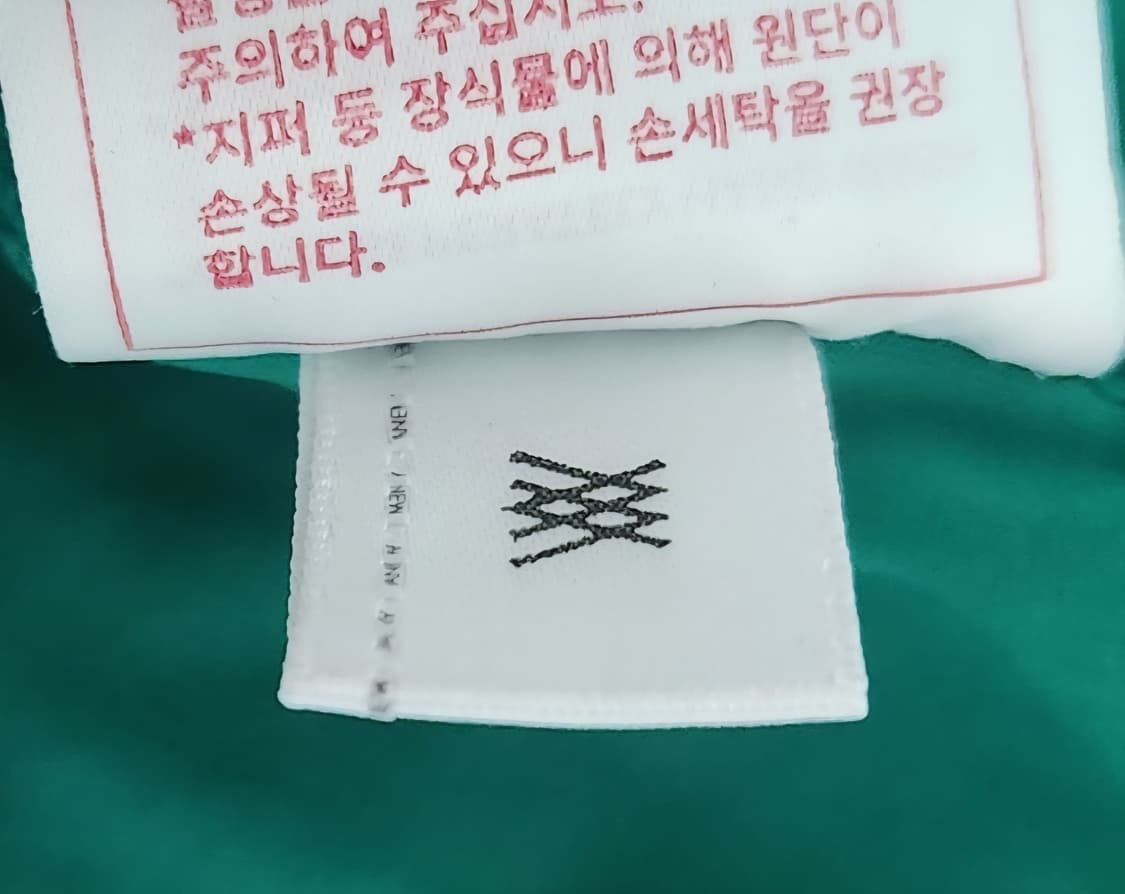 주의하여 주십시오.
*지퍼 등 장식물에 의해 원단이
손상될 수 있으니 손세탁을 권장
합니다.
NEW